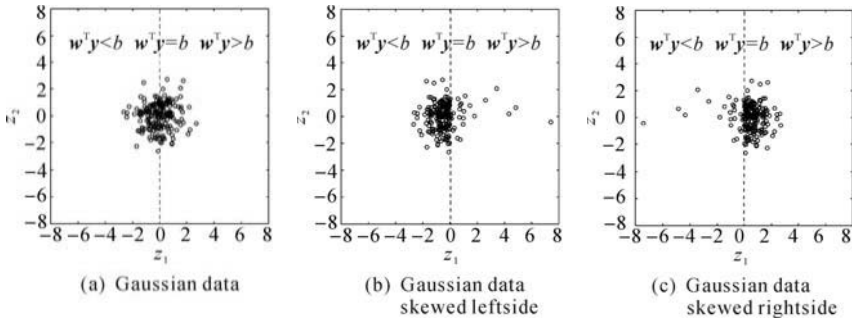 8
6
4
2
0
−2
−4
−6
−8
z₂
wᵀy<b wᵀy=b wᵀy>b
−8 −6 −4 −2 0 2 4 6 8
z₁
(a) Gaussian data
8
6
4
2
0
−2
−4
−6
−8
z₂
wᵀy<b wᵀy=b wᵀy>b
−8 −6 −4 −2 0 2 4 6 8
z₁
(b) Gaussian data
skewed leftside
8
6
4
2
0
−2
−4
−6
−8
z₂
wᵀy<b wᵀy=b wᵀy>b
−8 −6 −4 −2 0 2 4 6 8
z₁
(c) Gaussian data
skewed rightside